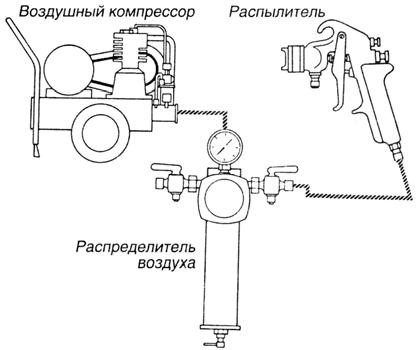 Воздушный компрессор
Распылитель
Распределитель
воздуха